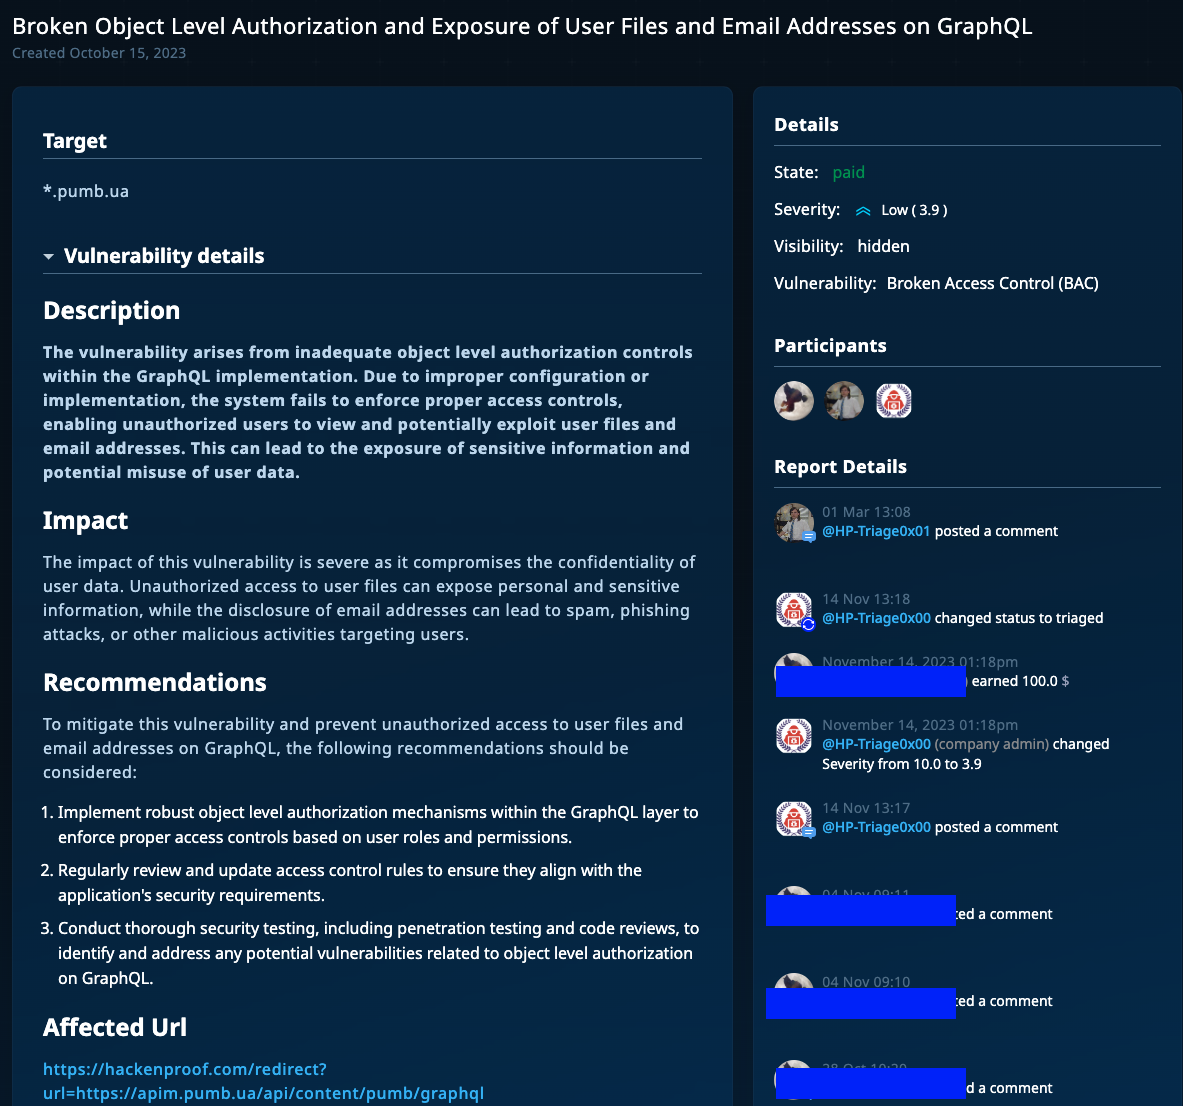 Broken Object Level Authorization and Exposure of User Files and Email Addresses on GraphQL
Created October 15, 2023
Target
*.pumb.ua
Vulnerability details
Description
The vulnerability arises from inadequate object level authorization controls
within the GraphQL implementation. Due to improper configuration or
implementation, the system fails to enforce proper access controls,
enabling unauthorized users to view and potentially exploit user files and
email addresses. This can lead to the exposure of sensitive information and
potential misuse of user data.
Impact
The impact of this vulnerability is severe as it compromises the confidentiality of
user data. Unauthorized access to user files can expose personal and sensitive
information, while the disclosure of email addresses can lead to spam, phishing
attacks, or other malicious activities targeting users.
Recommendations
To mitigate this vulnerability and prevent unauthorized access to user files and
email addresses on GraphQL, the following recommendations should be
considered:
1. Implement robust object level authorization mechanisms within the GraphQL layer to
enforce proper access controls based on user roles and permissions.
2. Regularly review and update access control rules to ensure they align with the
application's security requirements.
3. Conduct thorough security testing, including penetration testing and code reviews, to
identify and address any potential vulnerabilities related to object level authorization
on GraphQL.
Affected Url
https://hackenproof.com/redirect?
url=https://apim.pumb.ua/api/content/pumb/graphql
Details
State: paid
Severity: Low ( 3.9 )
Visibility: hidden
Vulnerability: Broken Access Control (BAC)
Participants
Report Details
01 Mar 13:08
@HP-Triage0x01 posted a comment
14 Nov 13:18
@HP-Triage0x00 changed status to triaged
November 14, 2023 01:18pm
) earned 100.0 $
November 14, 2023 01:18pm
@HP-Triage0x00 (company admin) changed
Severity from 10.0 to 3.9
14 Nov 13:17
@HP-Triage0x00 posted a comment
04 Nov 09:11
a comment
04 Nov 09:10
a comment
28 Oct 10:20
a comment